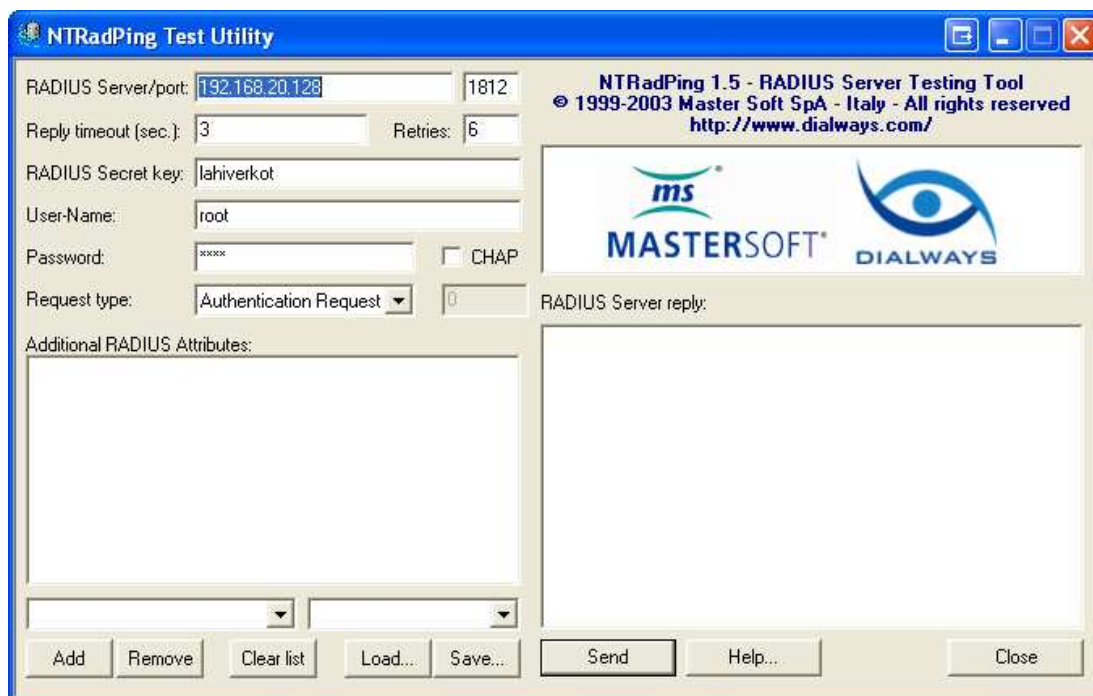 NTRadPing Test Utility
RADIUS Server/port: 192.168.20.128 1812
Reply timeout (sec.): 3 Retries: 6
RADIUS Secret key: lahiverkot
User-Name: root
Password: **** CHAP
Request type: Authentication Request 0
Additional RADIUS Attributes:
Add Remove Clear list Load... Save...
NTRadPing 1.5 - RADIUS Server Testing Tool
© 1999-2003 Master Soft SpA - Italy - All rights reserved
http://www.dialways.com/
ms
MASTERSOFT®
DIALWAYS
RADIUS Server reply:
Send Help... Close